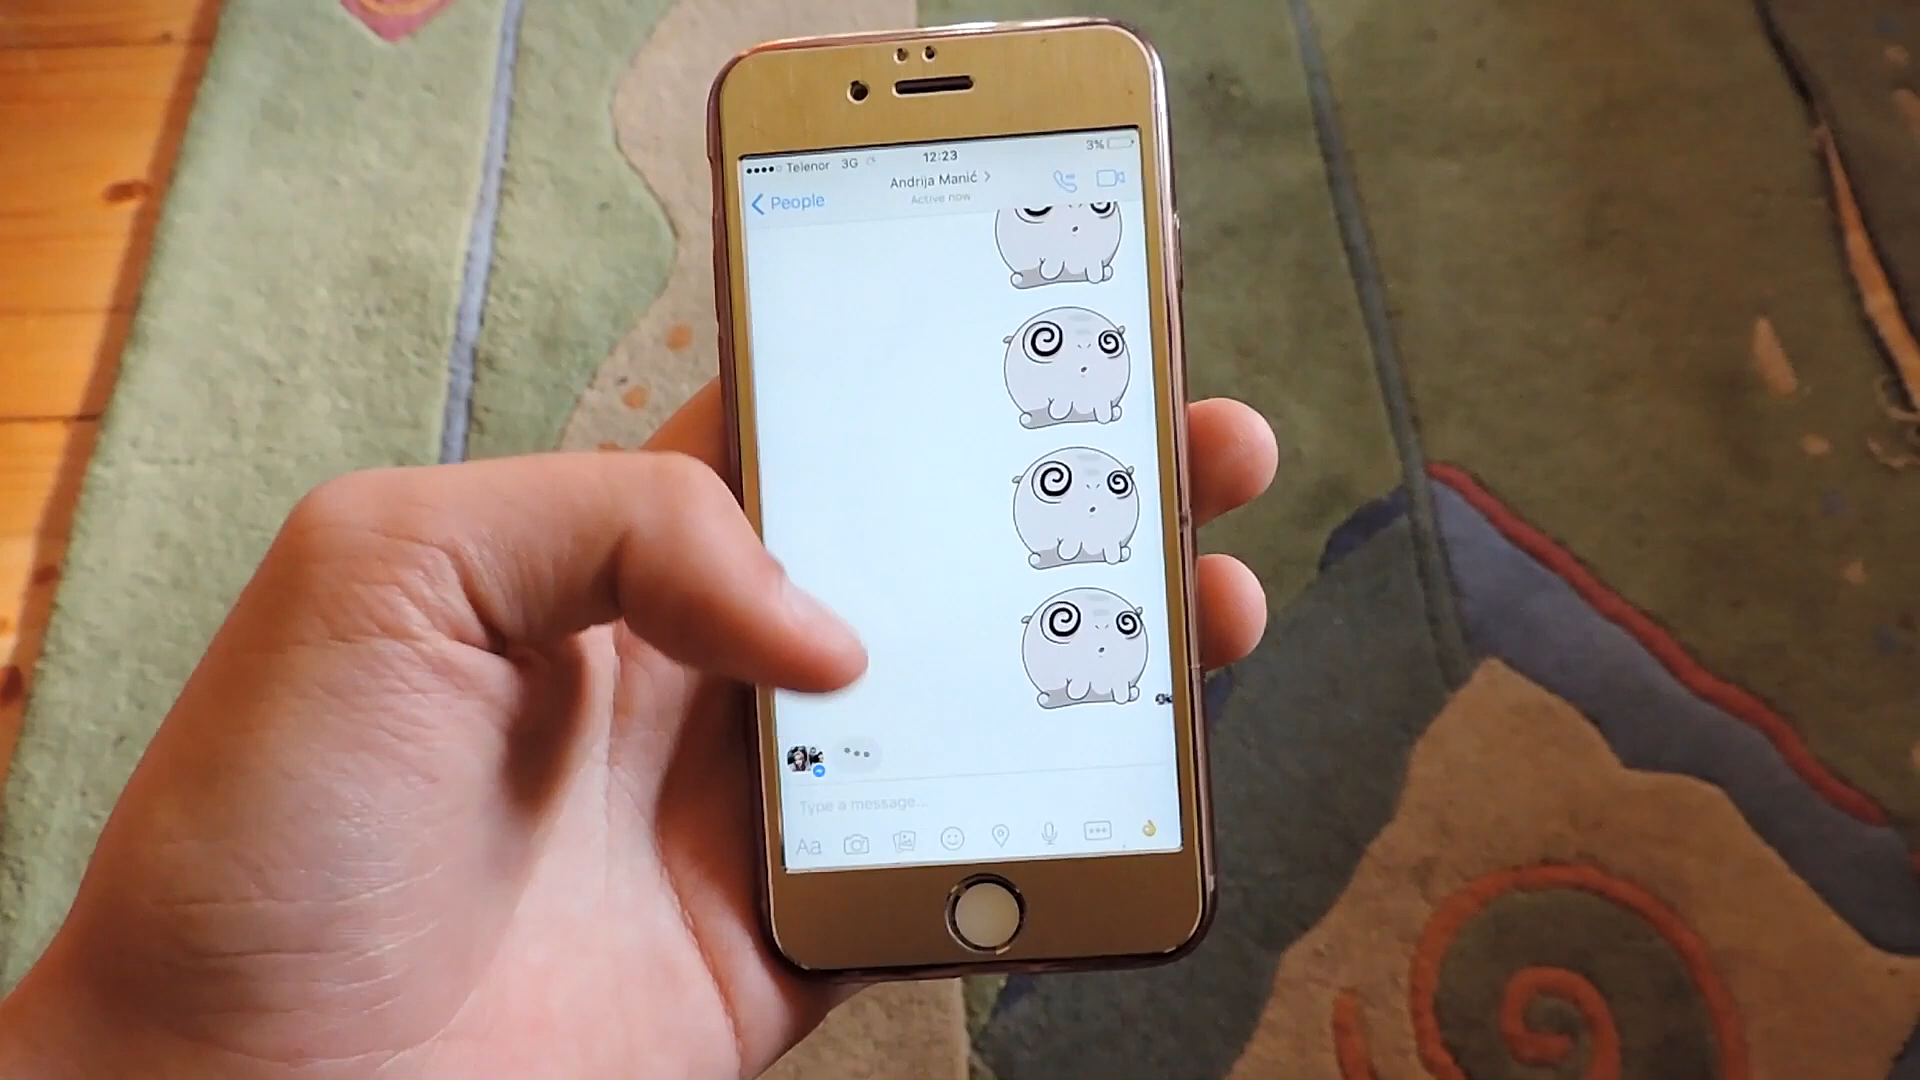 Telenor 3G 12:23 3%
People
Andrija Manić
Active now
Type a message...
Aa